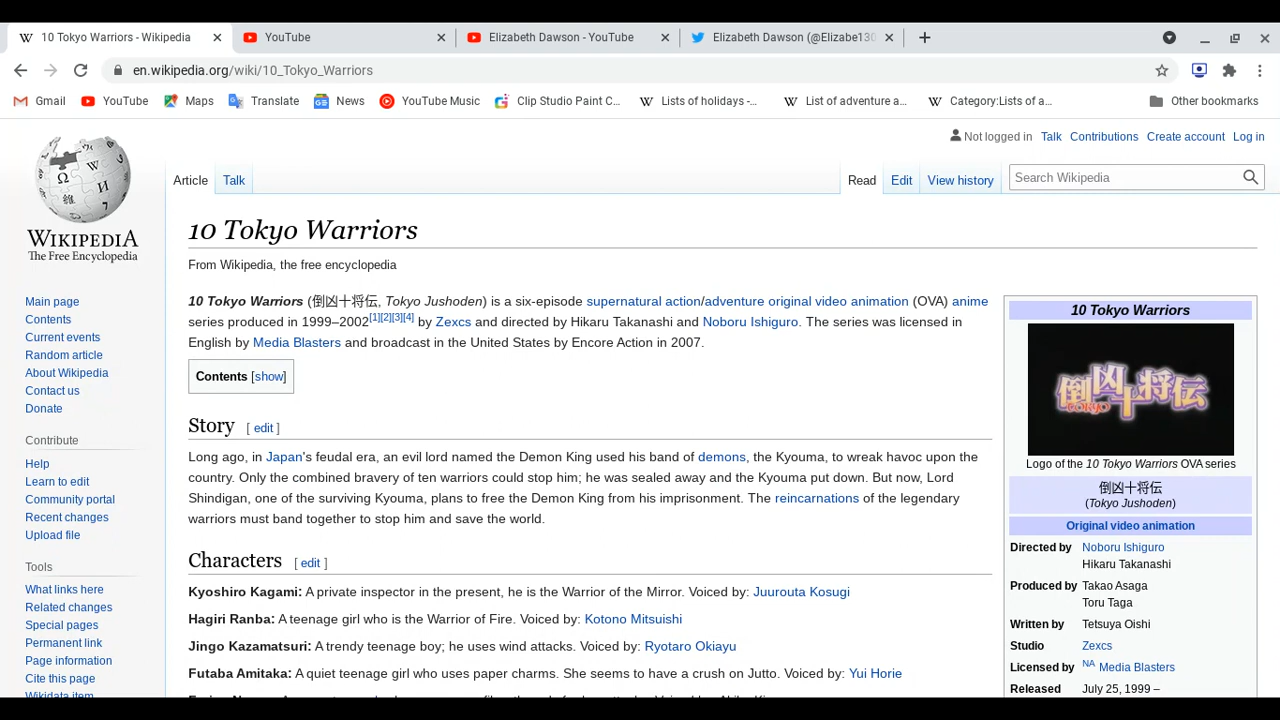 10 Tokyo Warriors - Wikipedia
YouTube
Elizabeth Dawson - YouTube
Elizabeth Dawson (@Elizabe130
en.wikipedia.org/wiki/10_Tokyo_Warriors
Gmail
YouTube
Maps
Translate
News
YouTube Music
Clip Studio Paint C...
Lists of holidays -...
List of adventure a...
Category:Lists of a...
Other bookmarks
Not logged in Talk Contributions Create account Log in
Article Talk
Read Edit View history
Search Wikipedia
WIKIPEDIA
The Free Encyclopedia
Main page
Contents
Current events
Random article
About Wikipedia
Contact us
Donate
Contribute
Help
Learn to edit
Community portal
Recent changes
Upload file
Tools
What links here
Related changes
Special pages
Permanent link
Page information
Cite this page
Wikidata item
10 Tokyo Warriors
From Wikipedia, the free encyclopedia
10 Tokyo Warriors (倒凶十将伝, Tokyo Jushoden) is a six-episode supernatural action/adventure original video animation (OVA) anime
series produced in 1999–2002[1][2][3][4] by Zexcs and directed by Hikaru Takanashi and Noboru Ishiguro. The series was licensed in
English by Media Blasters and broadcast in the United States by Encore Action in 2007.
Contents [show]
Story [ edit ]
Long ago, in Japan's feudal era, an evil lord named the Demon King used his band of demons, the Kyouma, to wreak havoc upon the
country. Only the combined bravery of ten warriors could stop him; he was sealed away and the Kyouma put down. But now, Lord
Shindigan, one of the surviving Kyouma, plans to free the Demon King from his imprisonment. The reincarnations of the legendary
warriors must band together to stop him and save the world.
Characters [ edit ]
Kyoshiro Kagami: A private inspector in the present, he is the Warrior of the Mirror. Voiced by: Juurouta Kosugi
Hagiri Ranba: A teenage girl who is the Warrior of Fire. Voiced by: Kotono Mitsuishi
Jingo Kazamatsuri: A trendy teenage boy; he uses wind attacks. Voiced by: Ryotaro Okiayu
Futaba Amitaka: A quiet teenage girl who uses paper charms. She seems to have a crush on Jutto. Voiced by: Yui Horie
10 Tokyo Warriors
倒凶十将伝
TOKYO
Logo of the 10 Tokyo Warriors OVA series
倒凶十将伝
(Tokyo Jushoden)
Original video animation
Directed by Noboru Ishiguro
Hikaru Takanashi
Produced by Takao Asaga
Toru Taga
Written by Tetsuya Oishi
Studio Zexcs
Licensed by NA Media Blasters
Released July 25, 1999 –